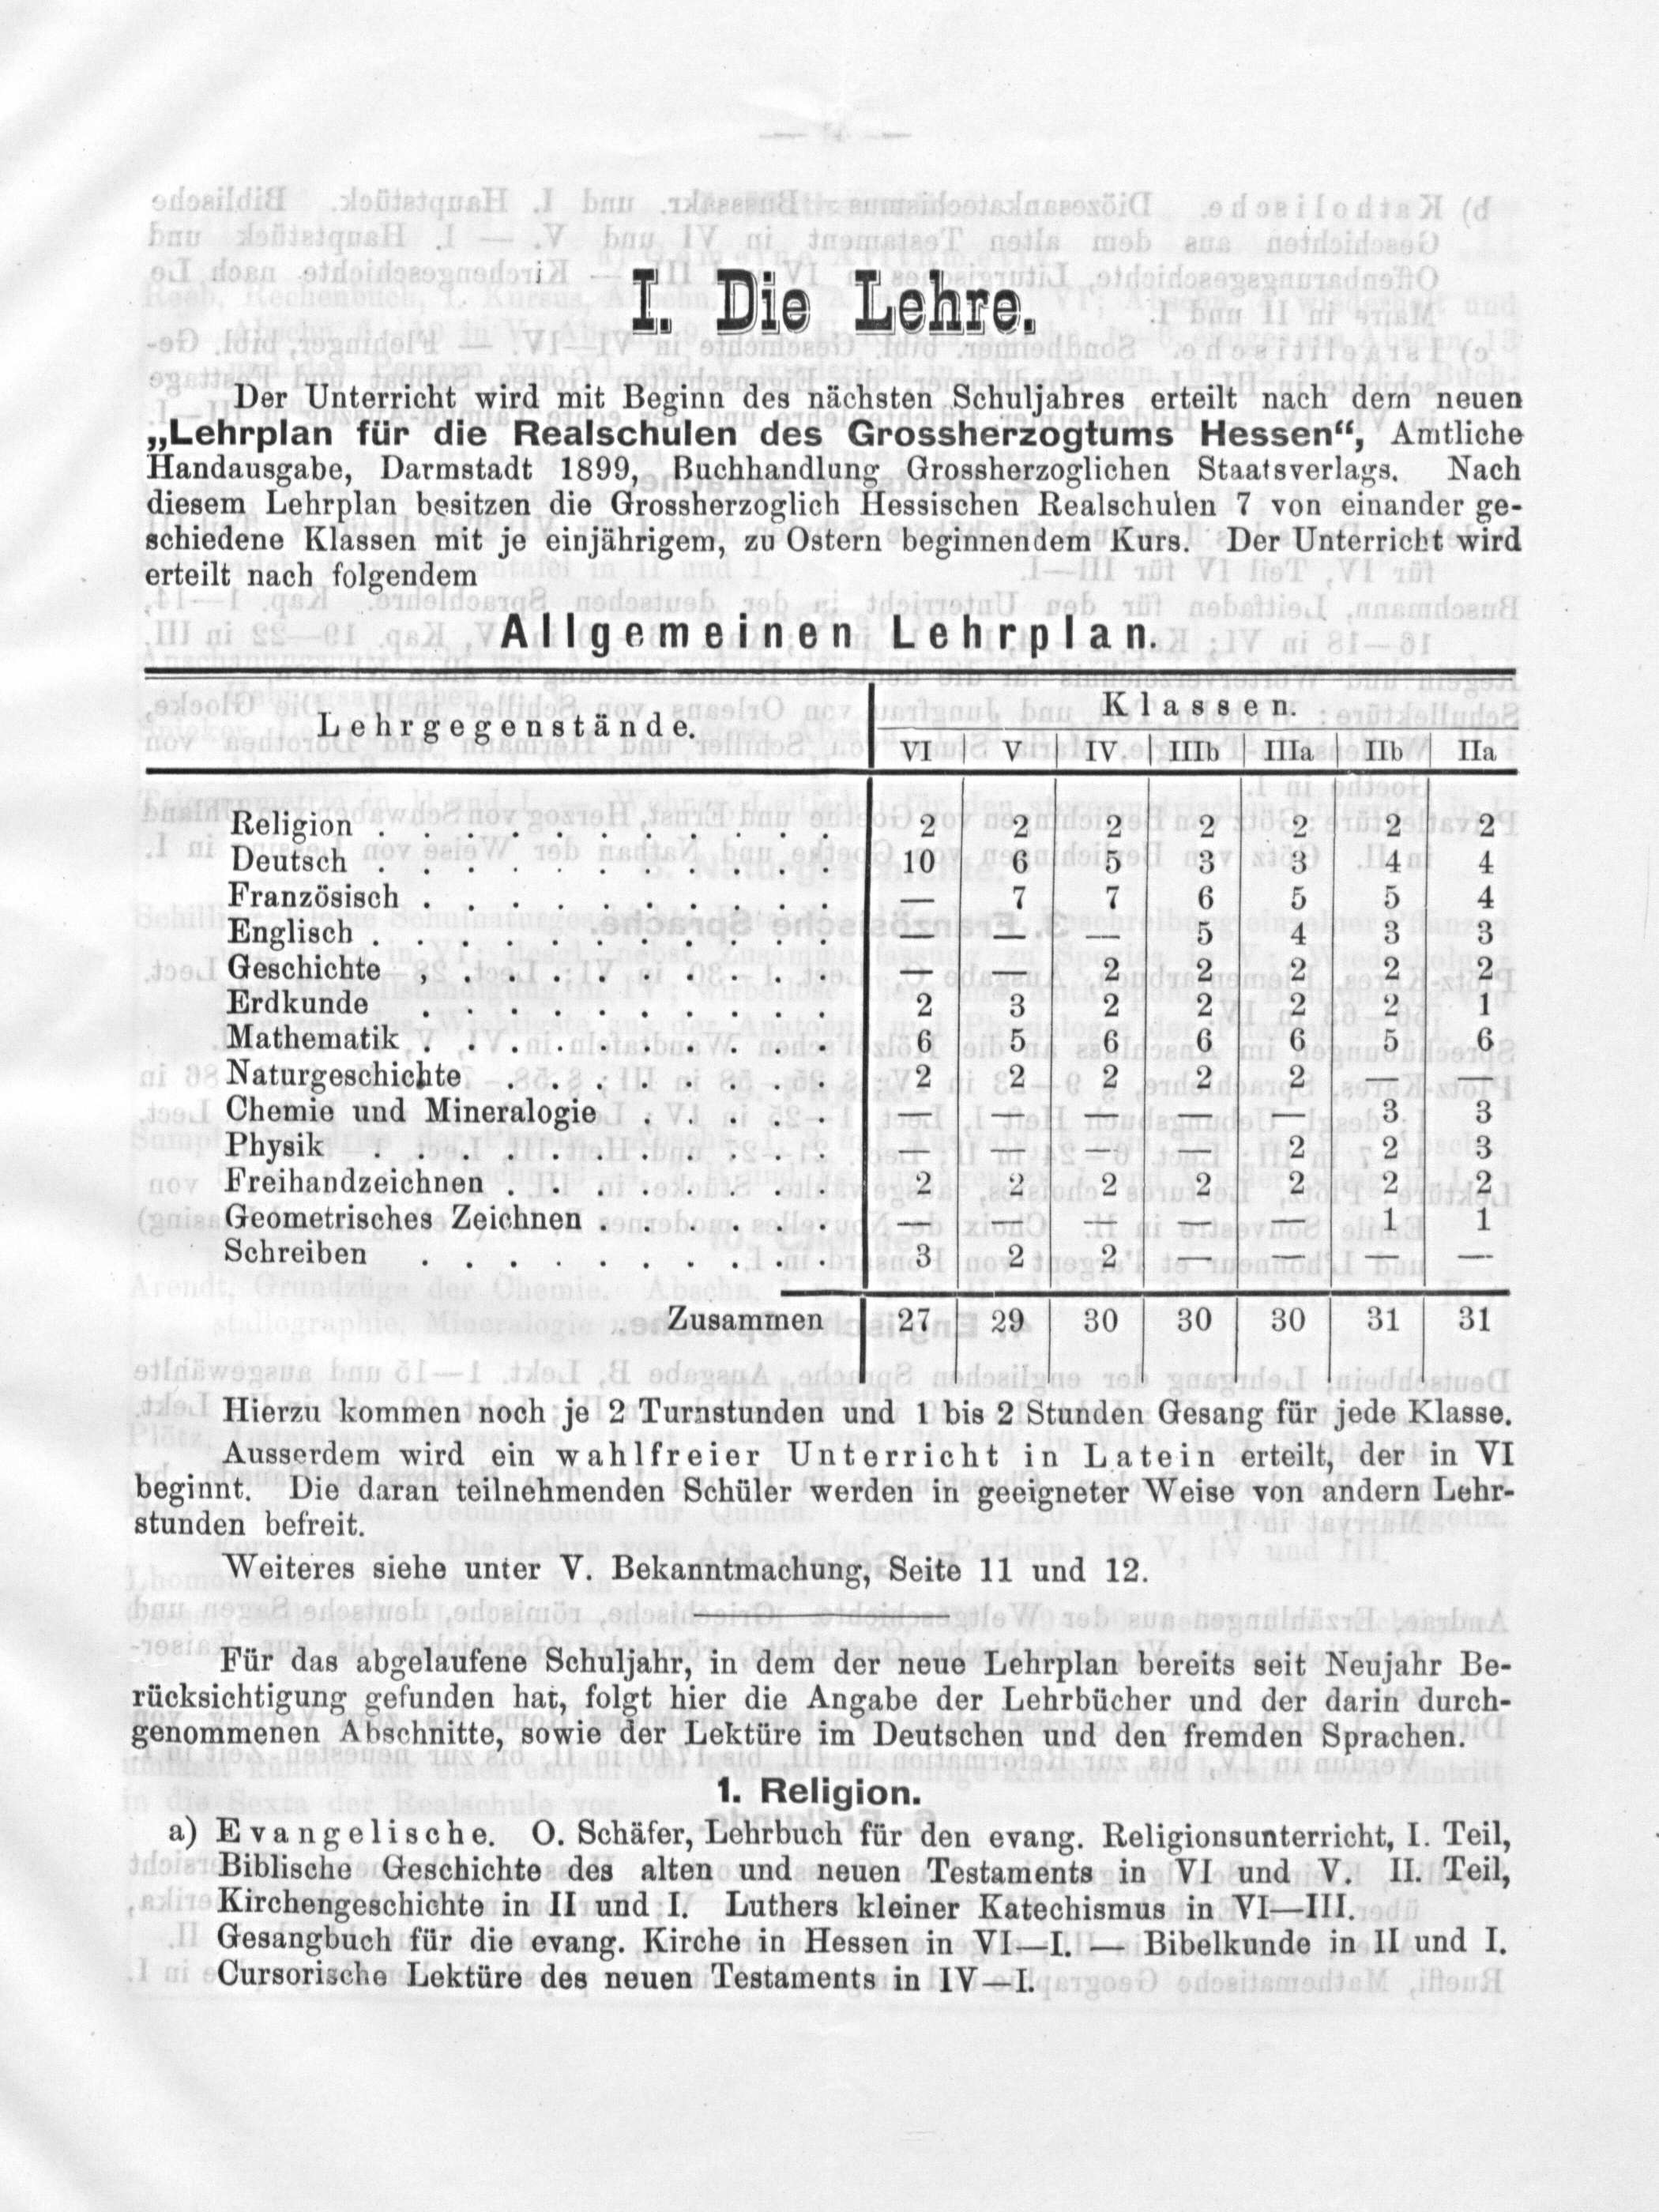 I. Die Lehre.
Der Unterricht wird mit Beginn des nächsten Schuljahres erteilt nach dem neuen
„Lehrplan für die Realschulen des Grossherzogtums Hessen“, Amtliche
Handausgabe, Darmstadt 1899, Buchhandlung Grossherzoglichen Staatsverlags. Nach
diesem Lehrplan besitzen die Grossherzoglich Hessischen Realschulen 7 von einander ge-
schiedene Klassen mit je einjährigem, zu Ostern beginnendem Kurs. Der Unterricht wird
erteilt nach folgendem
Allgemeinen Lehrplan.
Lehrgegenstände. Klassen.
VI V IV IIIb IIIa IIb IIa
Religion . . . . . . . . . . . 2 2 2 2 2 2 2
Deutsch . . . . . . . . . . . 10 6 5 3 3 4 4
Französisch . . . . . . . . . . — 7 7 6 5 5 4
Englisch . . . . . . . . . . . — — — 5 4 3 3
Geschichte , . . . . . . . . . — — 2 2 2 2 2
Erdkunde . . . . . . . . . . 2 3 2 2 2 2 1
Mathematik . . . . . . . . . . 6 5 6 6 6 5 6
Naturgeschichte . . . . . . . . 2 2 2 2 2 — —
Chemie und Mineralogie . . . . . — — — — — 3 3
Physik . . . . . . . . . . . — — — — 2 2 3
Freihandzeichnen . . . . . . . . 2 2 2 2 2 2 2
Geometrisches Zeichnen . . . . . . — — — — — 1 1
Schreiben . . . . . . . . . . 3 2 2 — — — —
Zusammen 27 29 30 30 30 31 31
Hierzu kommen noch je 2 Turnstunden und 1 bis 2 Stunden Gesang für jede Klasse.
Ausserdem wird ein wahlfreier Unterricht in Latein erteilt, der in VI
beginnt. Die daran teilnehmenden Schüler werden in geeigneter Weise von andern Lehr-
stunden befreit.
Weiteres siehe unter V. Bekanntmachung, Seite 11 und 12.
Für das abgelaufene Schuljahr, in dem der neue Lehrplan bereits seit Neujahr Be-
rücksichtigung gefunden hat, folgt hier die Angabe der Lehrbücher und der darin durch-
genommenen Abschnitte, sowie der Lektüre im Deutschen und den fremden Sprachen.
1. Religion.
a) Evangelische. O. Schäfer, Lehrbuch für den evang. Religionsunterricht, I. Teil,
Biblische Geschichte des alten und neuen Testaments in VI und V. II. Teil,
Kirchengeschichte in II und I. Luthers kleiner Katechismus in VI—III.
Gesangbuch für die evang. Kirche in Hessen in VI—I. — Bibelkunde in II und I.
Cursorische Lektüre des neuen Testaments in IV—I.